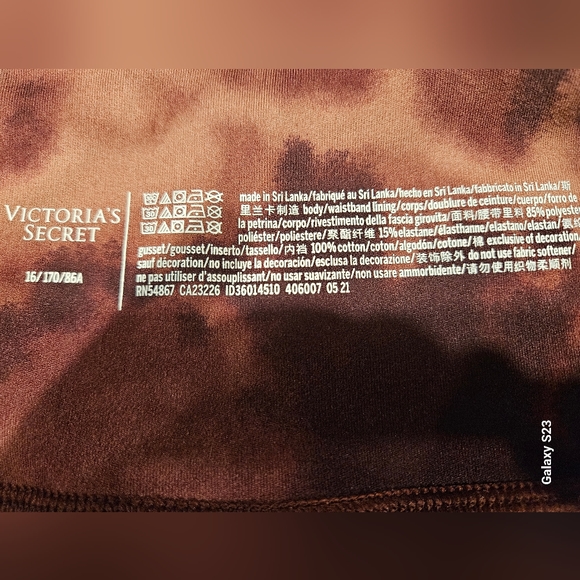 VICTORIA'S
SECRET
16/170/86A
made in Sri Lanka/fabriqué au Sri Lanka/hecho en Sri Lanka/fabbricato in Sri Lanka/斯
里兰卡制造 body/waistband lining/corps/doublure de ceinture/cuerpo/forro de
la petrina/corpo/rivestimento della fascia girovita/面料/腰带里料 85% polyester
poliéster/poliestere/聚酯纤维 15% elastane/élasthanne/elastano/elastan/氨纶
gusset/gousset/inserto/tassello/内裆 100% cotton/coton/algodón/cotone/棉 exclusive of decoration
sauf décoration/no incluye la decoración/esclusa la decorazione/装饰除外 do not use fabric softener/
ne pas utiliser d'assouplissant/no usar suavizante/non usare ammorbidente/请勿使用织物柔顺剂
RN54867 CA23226 ID36014510 406007 05 21
Galaxy S23